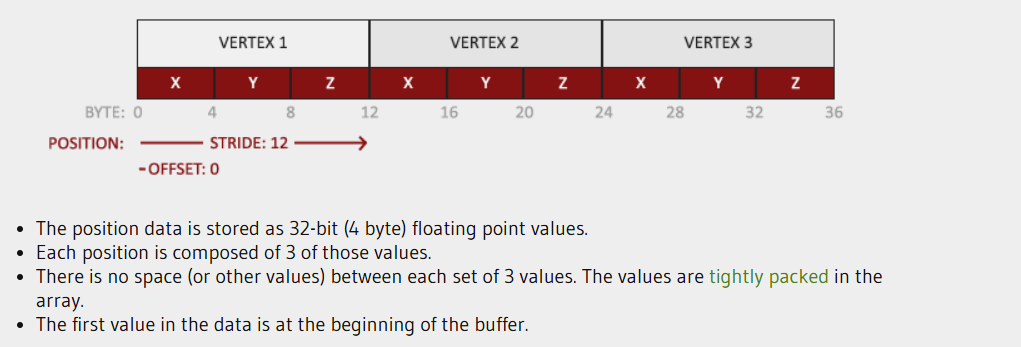 VERTEX 1 VERTEX 2 VERTEX 3
X Y Z X Y Z X Y Z
BYTE: 0 4 8 12 16 20 24 28 32 36
POSITION: STRIDE: 12
- OFFSET: 0
• The position data is stored as 32-bit (4 byte) floating point values.
• Each position is composed of 3 of those values.
• There is no space (or other values) between each set of 3 values. The values are tightly packed in the
array.
• The first value in the data is at the beginning of the buffer.